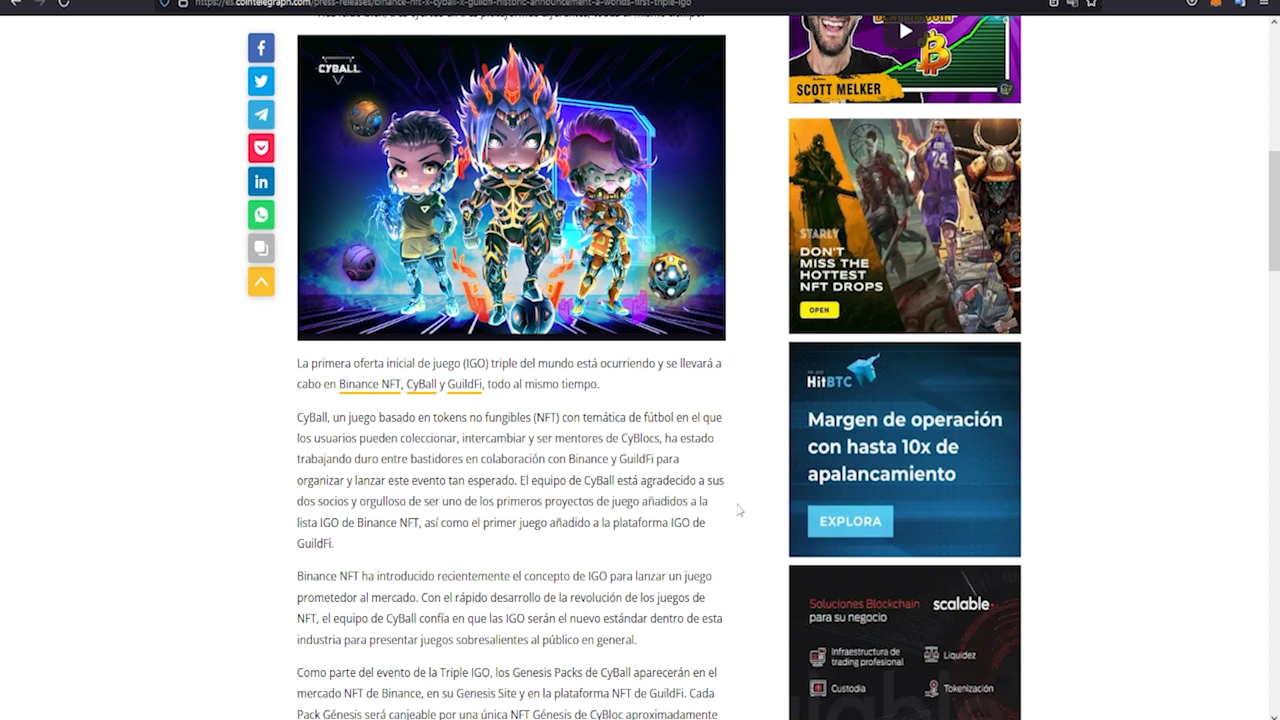 https://es.cointelegraph.com/press-releases/binance-nft-x-cyball-x-guildfi-historic-announcement-a-worlds-first-triple-igo
CYBALL
SCOTT MELKER
24
STARLY
DON'T
MISS THE
HOTTEST
NFT DROPS
OPEN
La primera oferta inicial de juego (IGO) triple del mundo está ocurriendo y se llevará a
cabo en Binance NFT, CyBall y GuildFi, todo al mismo tiempo.
CyBall, un juego basado en tokens no fungibles (NFT) con temática de fútbol en el que
los usuarios pueden coleccionar, intercambiar y ser mentores de CyBlocs, ha estado
trabajando duro entre bastidores en colaboración con Binance y GuildFi para
organizar y lanzar este evento tan esperado. El equipo de CyBall está agradecido a sus
dos socios y orgulloso de ser uno de los primeros proyectos de juego añadidos a la
lista IGO de Binance NFT, así como el primer juego añadido a la plataforma IGO de
GuildFi.
Binance NFT ha introducido recientemente el concepto de IGO para lanzar un juego
prometedor al mercado. Con el rápido desarrollo de la revolución de los juegos de
NFT, el equipo de CyBall confía en que las IGO serán el nuevo estándar dentro de esta
industria para presentar juegos sobresalientes al público en general.
Como parte del evento de la Triple IGO, los Genesis Packs de CyBall aparecerán en el
mercado NFT de Binance, en su Genesis Site y en la plataforma NFT de GuildFi. Cada
Pack Génesis será canjeable por una única NFT Génesis de CyBloc aproximadamente
HitBTC
Margen de operación
con hasta 10x de
apalancamiento
EXPLORA
Soluciones Blockchain
para su negocio
scalable
Infraestructura de
trading profesional
Liquidez
Custodia
Tokenización